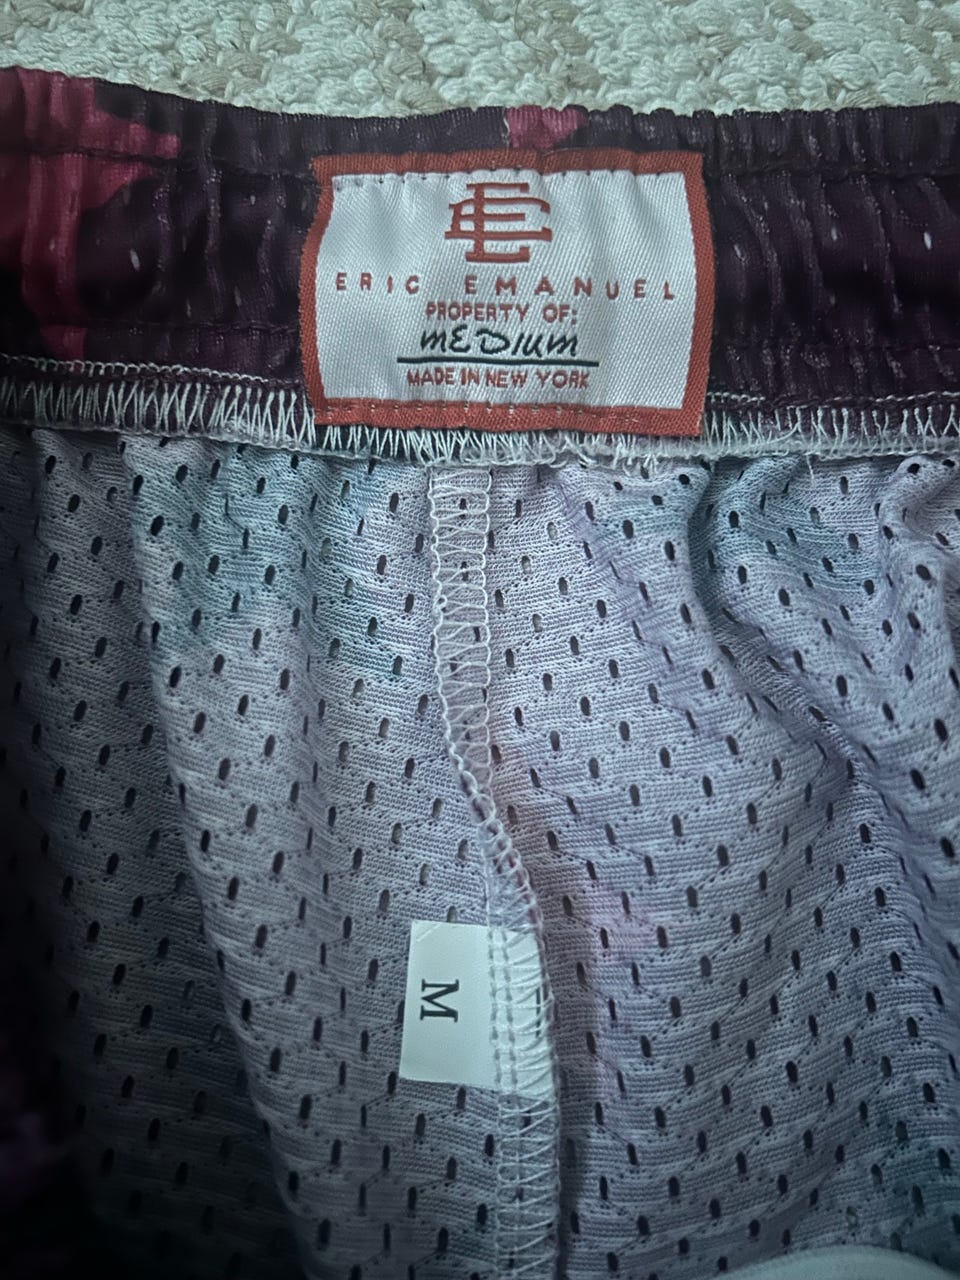 EE
ERIC EMANUEL
PROPERTY OF:
MEDIUM
MADE IN NEW YORK
M